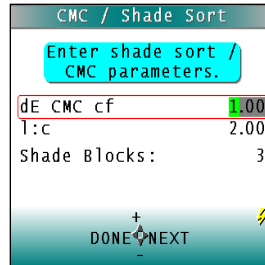 CMC / Shade Sort
Enter shade sort /
CMC parameters.
dE CMC cf 1.00
l:c 2.00
Shade Blocks: 3
+
DONE NEXT
-